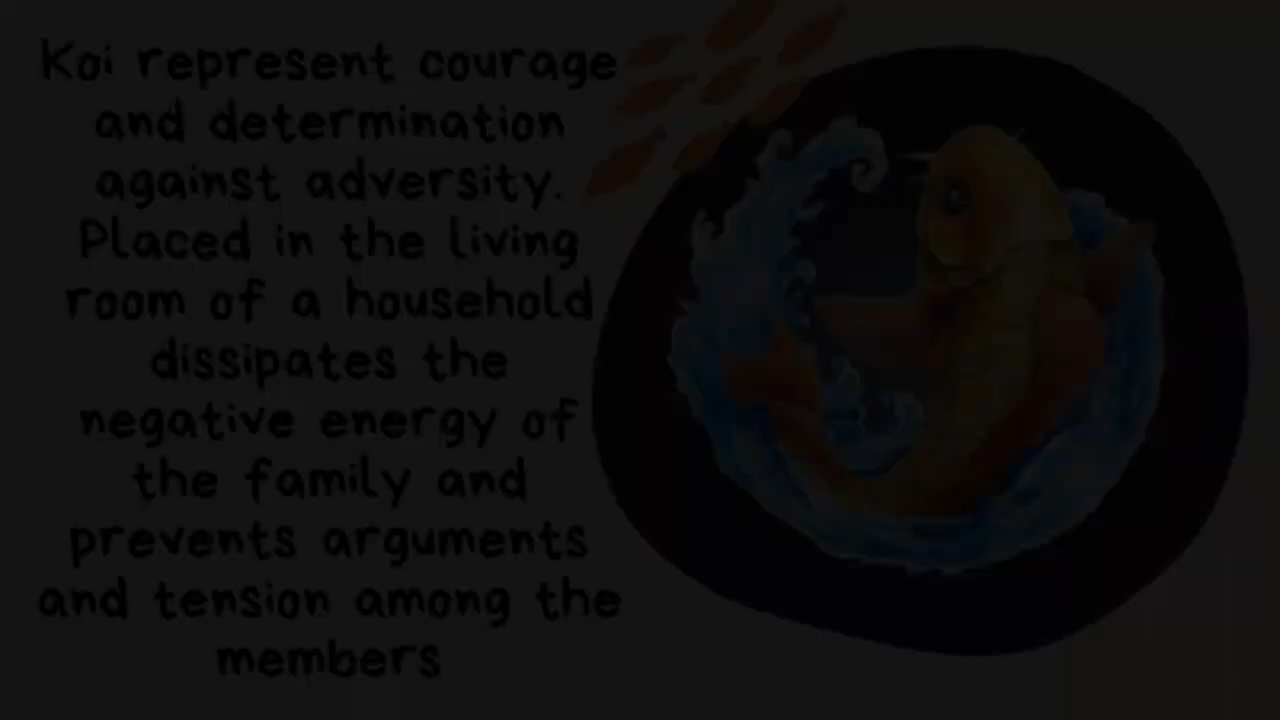 Koi represent courage
and determination
against adversity.
Placed in the living
room of a household
dissipates the
negative energy of
the family and
prevents arguments
and tension among the
members